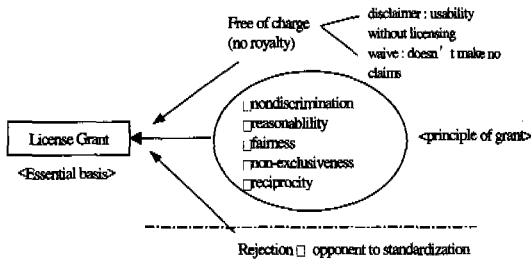 Free of charge
(no royalty)
disclaimer : usability
without licensing
waive : doesn't make no
claims
□nondiscrimination
□reasonablility
□fairness
□non-exclusiveness
□reciprocity
<principle of grant>
License Grant
<Essential basis>
Rejection □ opponent to standardization